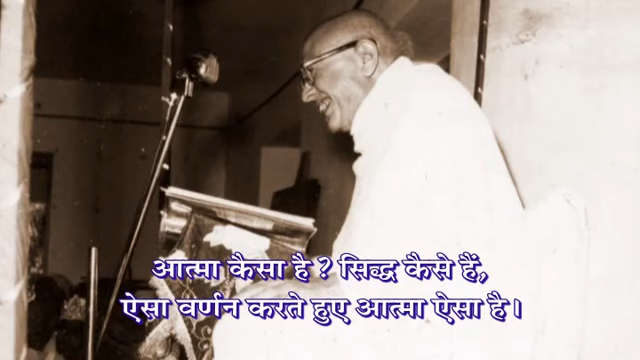 आत्मा कैसा है ? सिद्ध कैसे हैं,
ऐसा वर्णन करते हुए आत्मा ऐसा है।